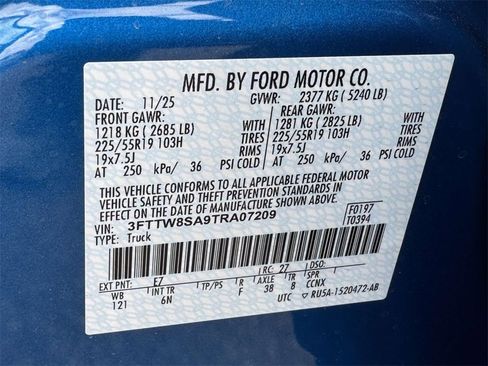 MFD. BY FORD MOTOR CO.
DATE: 11/25 GVWR: 2377 KG ( 5240 LB)
FRONT GAWR: REAR GAWR:
1218 KG ( 2685 LB) 1281 KG ( 2825 LB)
225/55R19 103H TIRES 225/55R19 103H TIRES
19x7.5J RIMS 19x7.5J RIMS
AT 250 kPa/ 36 PSI COLD AT 250 kPa/ 36 PSI COLD
THIS VEHICLE CONFORMS TO ALL APPLICABLE FEDERAL MOTOR
VEHICLE SAFETY AND THEFT PREVENTION STANDARDS IN
EFFECT ON THE DATE OF MANUFACTURE SHOWN ABOVE.
VIN: 3FTTW8SA9TRA07209 F0197
TYPE: Truck T0394
EXT PNT: E7 RC: 27 DSO:
WB INT TR TP/PS R AXLE TR SPR
121 6N F 38 8 CCNX
UTC ▽ RU5A-1520472-AB